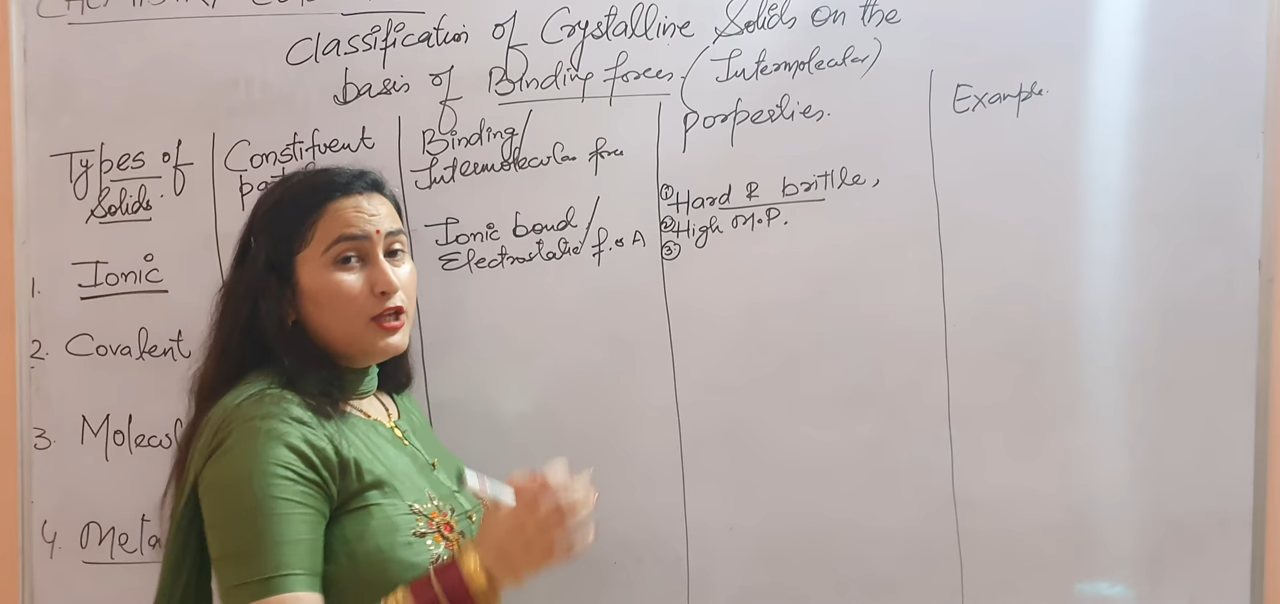 CHEMISTRY
Classification of Crystalline Solids On the
basis of Binding forces (Intermolecular)
Types of
Solids.
Constituent
Binding/
Intermolecular force
Properties.
Example.
1. Ionic
Ionic bond/
Electrostatic f. o A
① Hard & brittle,
② High M.P.
③
2. Covalent
3. Molecul
4. Meta